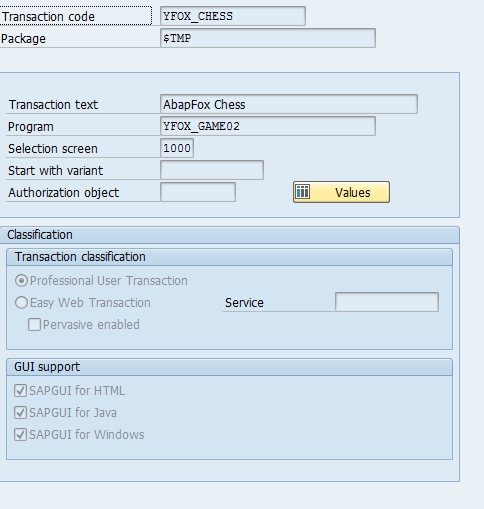 Transaction code YFOX_CHESS
Package $TMP
Transaction text AbapFox Chess
Program YFOX_GAME02
Selection screen 1000
Start with variant
Authorization object Values
Classification
Transaction classification
Professional User Transaction
Easy Web Transaction Service
Pervasive enabled
GUI support
SAPGUI for HTML
SAPGUI for Java
SAPGUI for Windows